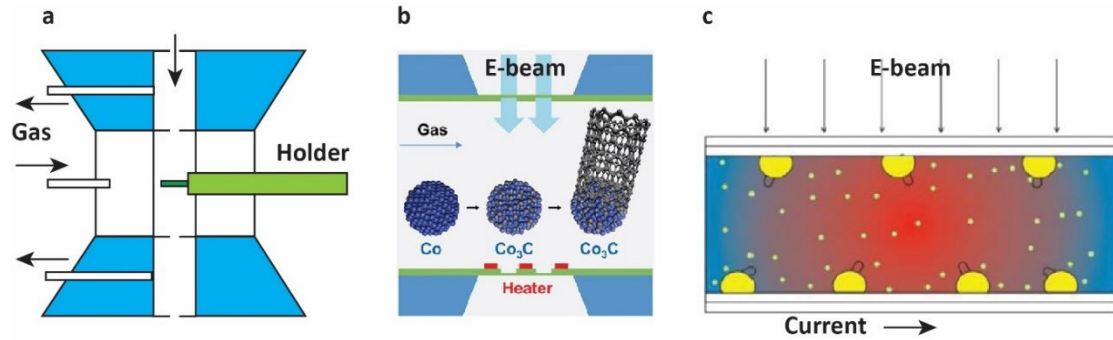 a
Gas
Holder
b
E-beam
Gas
Co
Co₃C
Co₃C
Heater
c
E-beam
Current